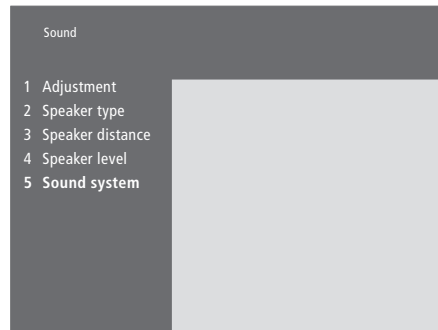 Sound
1 Adjustment
2 Speaker type
3 Speaker distance
4 Speaker level
5 Sound system